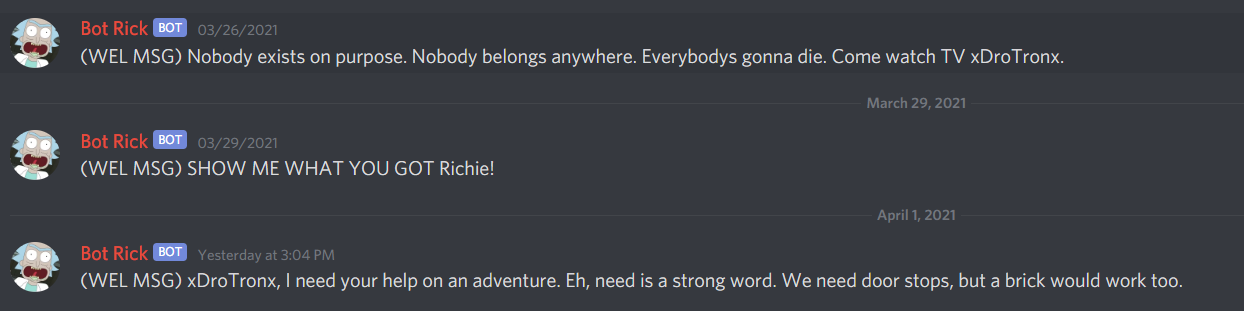 Bot Rick BOT 03/26/2021
(WEL MSG) Nobody exists on purpose. Nobody belongs anywhere. Everybodys gonna die. Come watch TV xDroTronx.
March 29, 2021
Bot Rick BOT 03/29/2021
(WEL MSG) SHOW ME WHAT YOU GOT Richie!
April 1, 2021
Bot Rick BOT Yesterday at 3:04 PM
(WEL MSG) xDroTronx, I need your help on an adventure. Eh, need is a strong word. We need door stops, but a brick would work too.